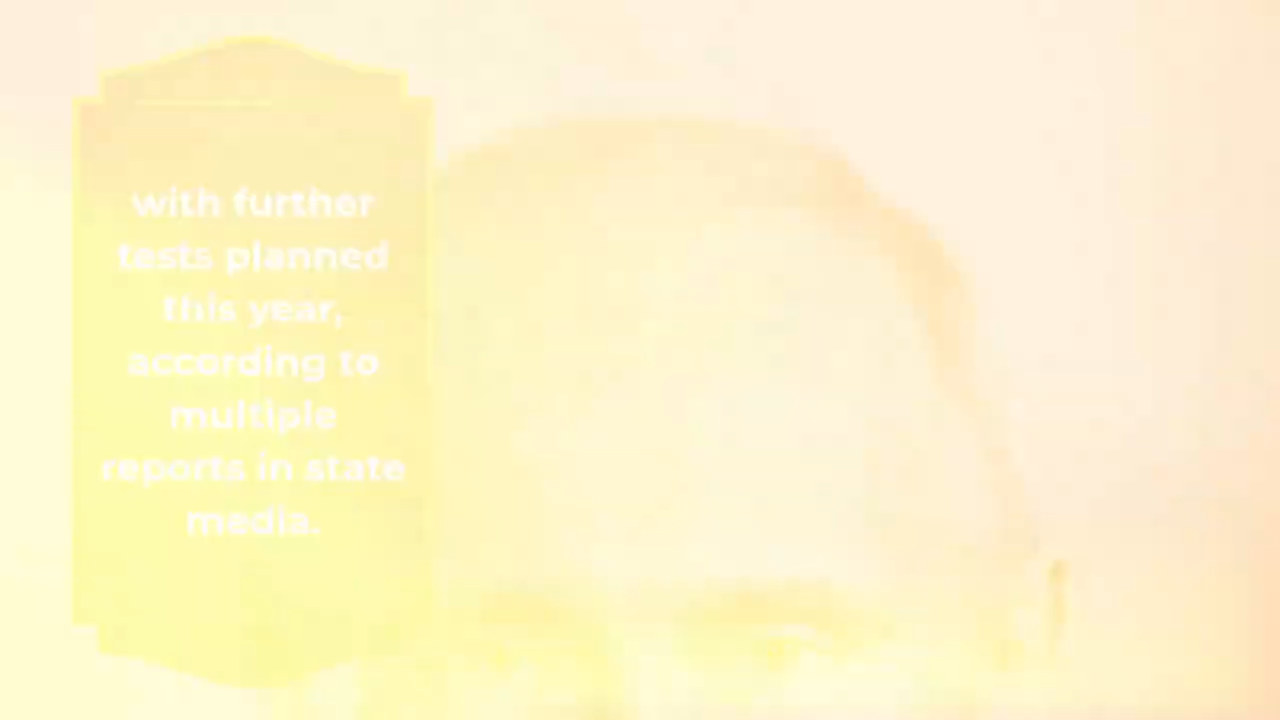 with further
tests planned
this year,
according to
multiple
reports in state
media.